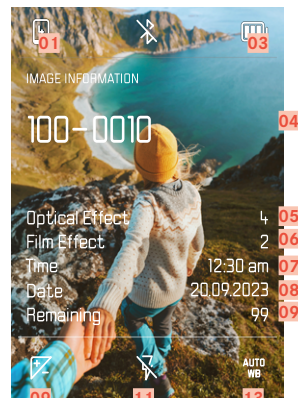 01
03
IMAGE INFORMATION
100-0010
04
Optical Effect 4 05
Film Effect 2 06
Time 12:30 am 07
Date 20.09.2023 08
Remaining 99 09
AUTO
WB
11